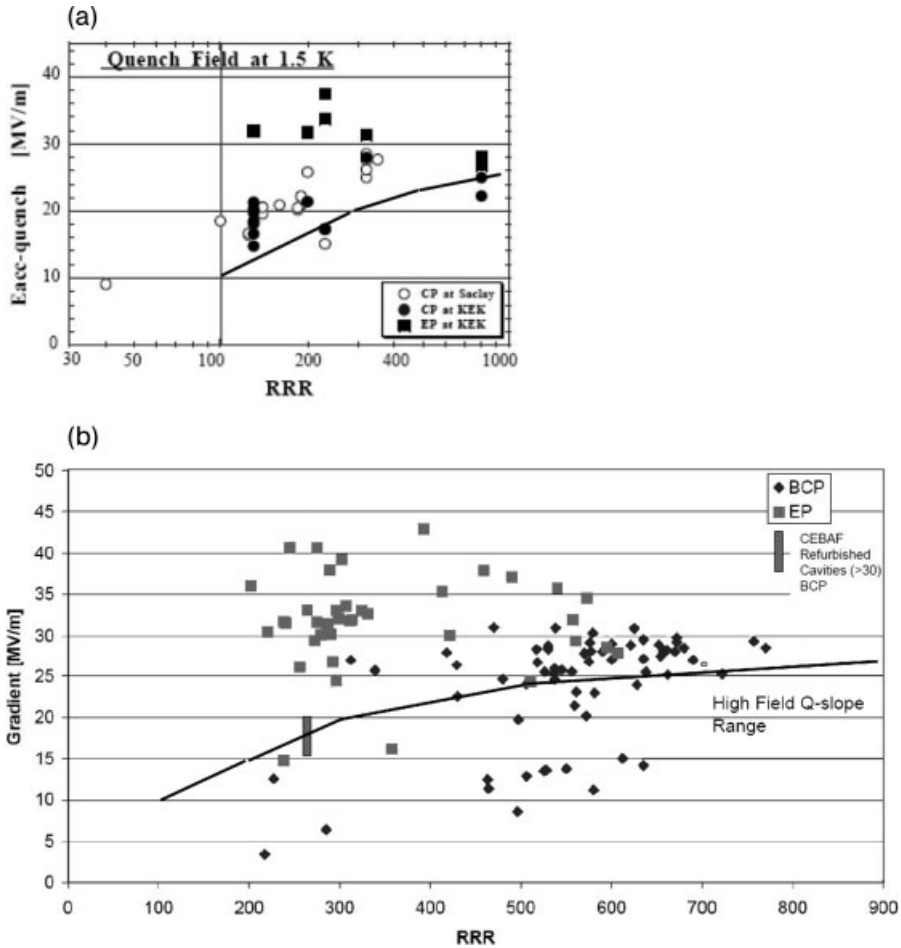 (a)
Quench Field at 1.5 K
40
30
20
10
0
Eacc-quench [MV/m]
30
50
100
200
400
1000
RRR
CP at Saclay
CP at KEK
EP at KEK
(b)
50
45
40
35
30
25
20
15
10
5
0
Gradient [MV/m]
BCP
EP
CEBAF
Refurbished
Cavities (>30)
BCP
High Field Q-slope
Range
0
100
200
300
400
500
600
700
800
900
RRR